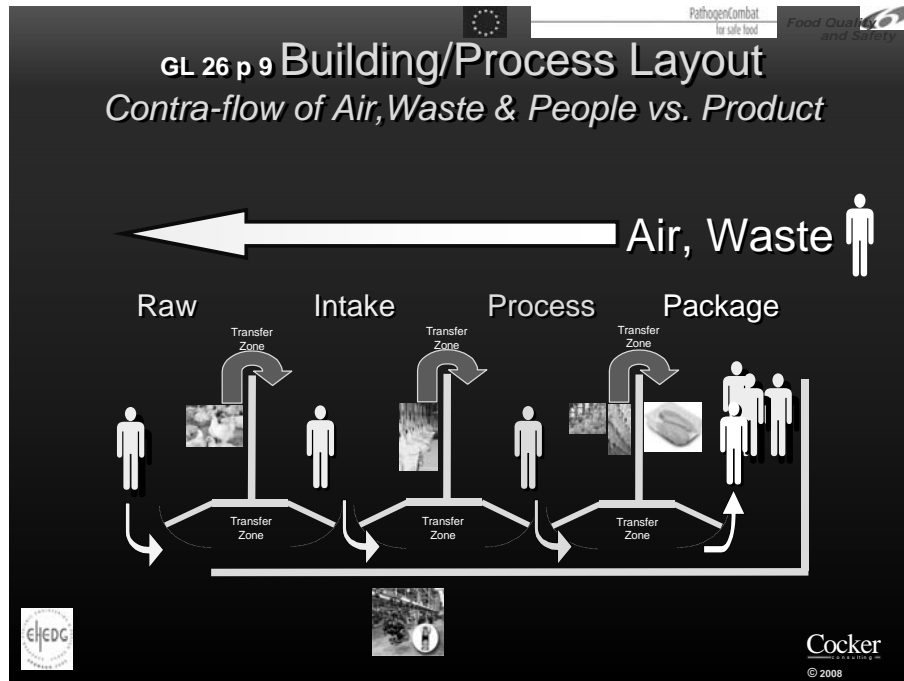 PathogenCombat
for safe food
Food Quality
and Safety
GL 26 p 9 Building/Process Layout
Contra-flow of Air,Waste & People vs. Product
Air, Waste
Raw Intake Process Package
Transfer
Zone
Transfer
Zone
Transfer
Zone
Transfer
Zone
Transfer
Zone
Transfer
Zone
EHEDG
Cocker
consulting
© 2008